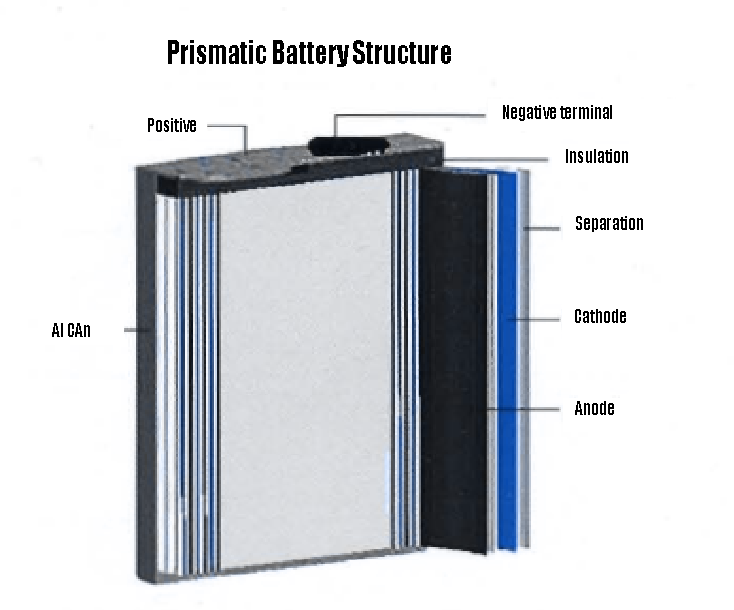 Prismatic Battery Structure
Negative terminal
Positive
Insulation
Separation
Cathode
Al CAn
Anode